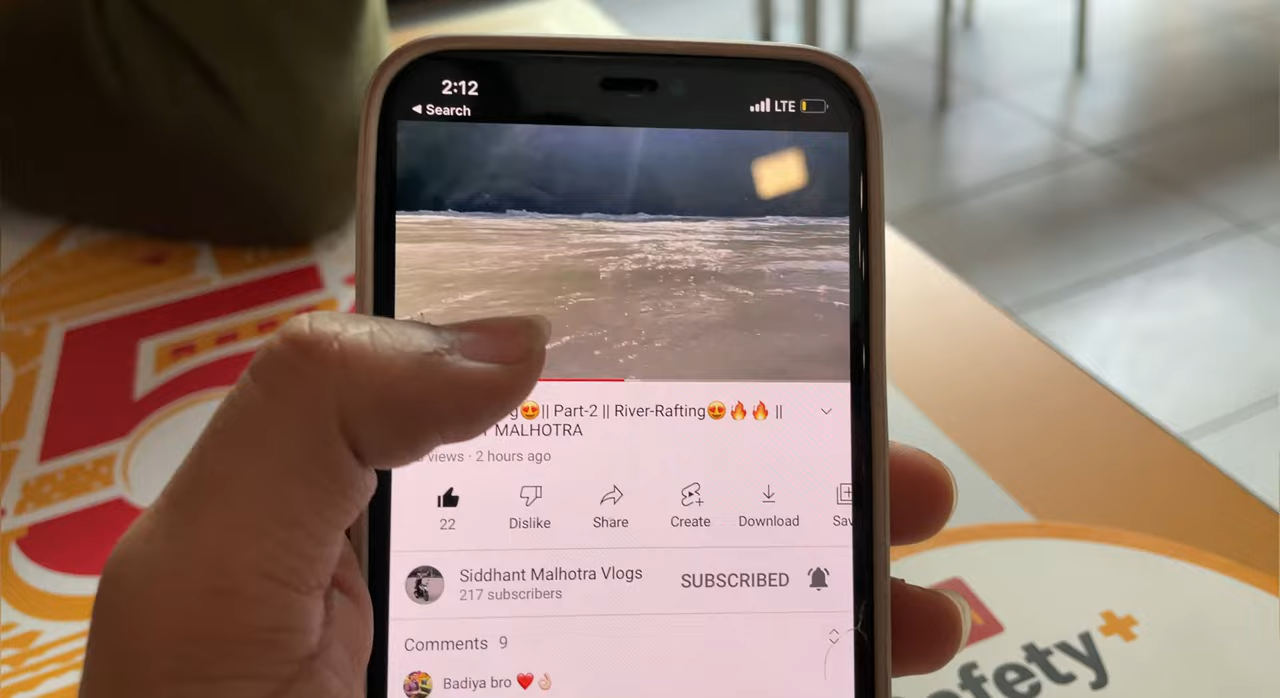 2:12
◀ Search
LTE
😍|| Part-2 || River-Rafting😍🔥🔥 ||
MALHOTRA
views · 2 hours ago
22
Dislike
Share
Create
Download
Sav
Siddhant Malhotra Vlogs
217 subscribers
SUBSCRIBED
Comments 9
Badiya bro ❤️👌🏻
afety+